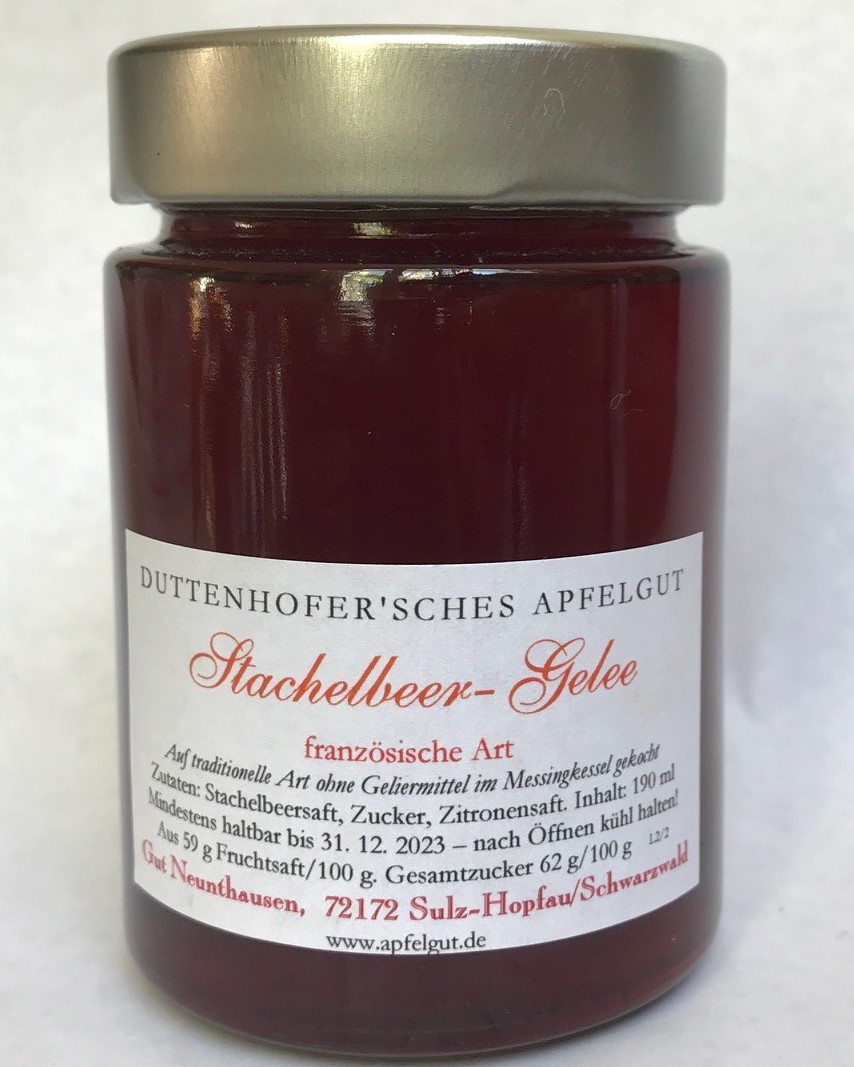 DUTTENHOFER'SCHES APFELGUT
Stachelbeer-Gelee
französische Art
Auf traditionelle Art ohne Geliermittel im Messingkessel gekocht
Zutaten: Stachelbeersaft, Zucker, Zitronensaft. Inhalt: 190 ml
Mindestens haltbar bis 31. 12. 2023 – nach Öffnen kühl halten!
Aus 59 g Fruchtsaft/100 g. Gesamtzucker 62 g/100 g 1.2/2
Gut Neunthausen, 72172 Sulz-Hopfau/Schwarzwald
www.apfelgut.de